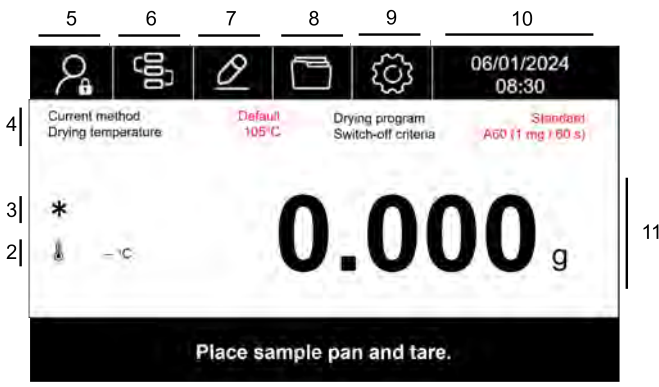 5 6 7 8 9 10
06/01/2024
08:30
4 Current method Default Drying program Standard
Drying temperature 105°C Switch-off criteria A60 (1 mg / 60 s)
3 *
0.000 g 11
2 – °C
Place sample pan and tare.